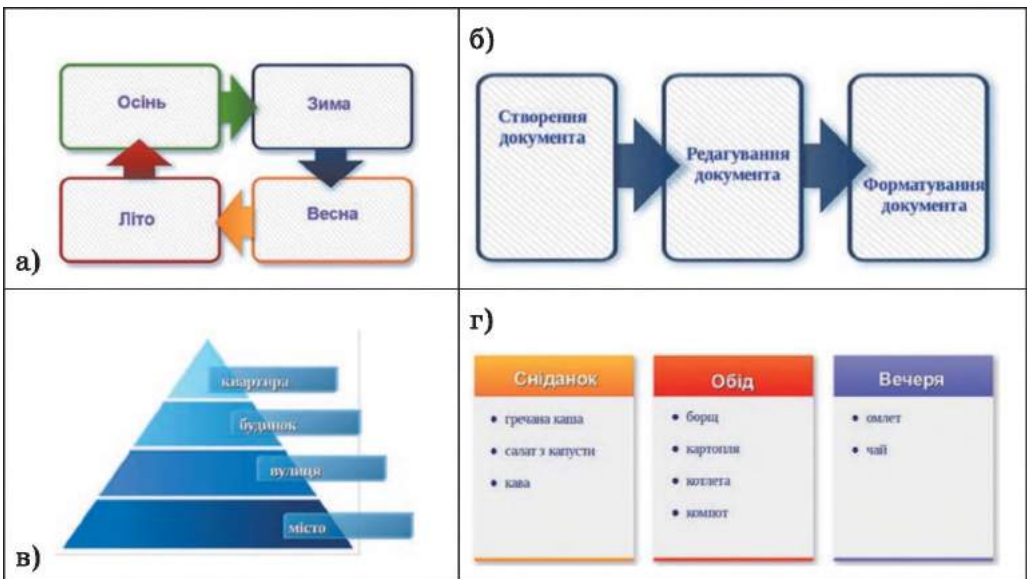 а)
Осінь
Зима
Літо
Весна
б)
Створення
документа
Редагування
документа
Форматування
документа
в)
квартира
будинок
вулиця
місто
г)
Сніданок
• гречана каша
• салат з капусти
• кава
Обід
• борщ
• картопля
• котлета
• компот
Вечеря
• омлет
• чай